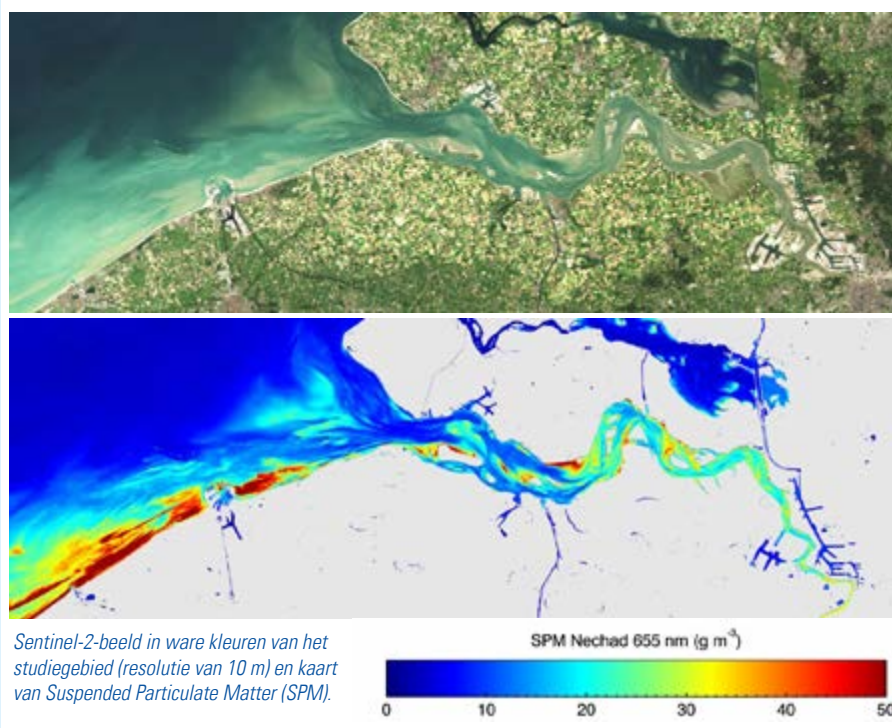 Sentinel-2-beeld in ware kleuren van het
studiegebied (resolutie van 10 m) en kaart
van Suspended Particulate Matter (SPM).
SPM Nechad 655 nm (g m⁻³)
0 10 20 30 40 50